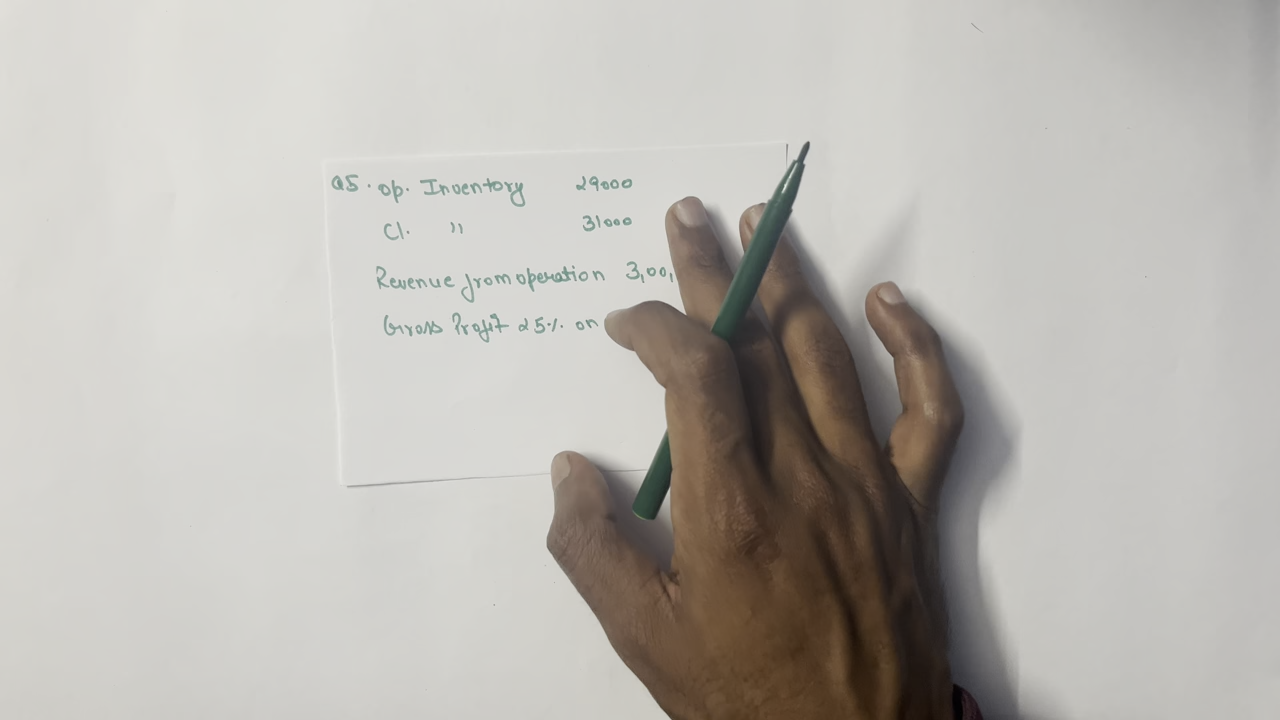 Q5. op. Inventory 29000
Cl. " 31000
Revenue from operation 3,00,
Gross Profit 25% on